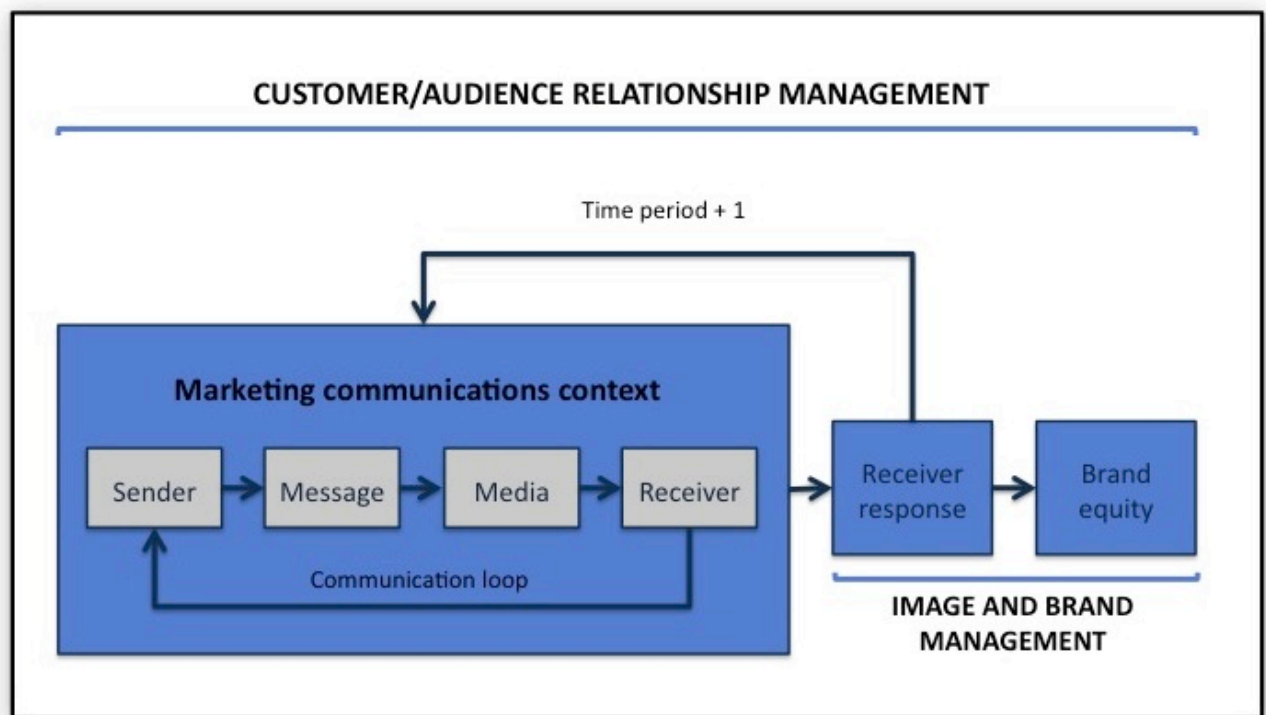 CUSTOMER/AUDIENCE RELATIONSHIP MANAGEMENT
Time period + 1
Marketing communications context
Sender
Message
Media
Receiver
Communication loop
Receiver
response
Brand
equity
IMAGE AND BRAND
MANAGEMENT